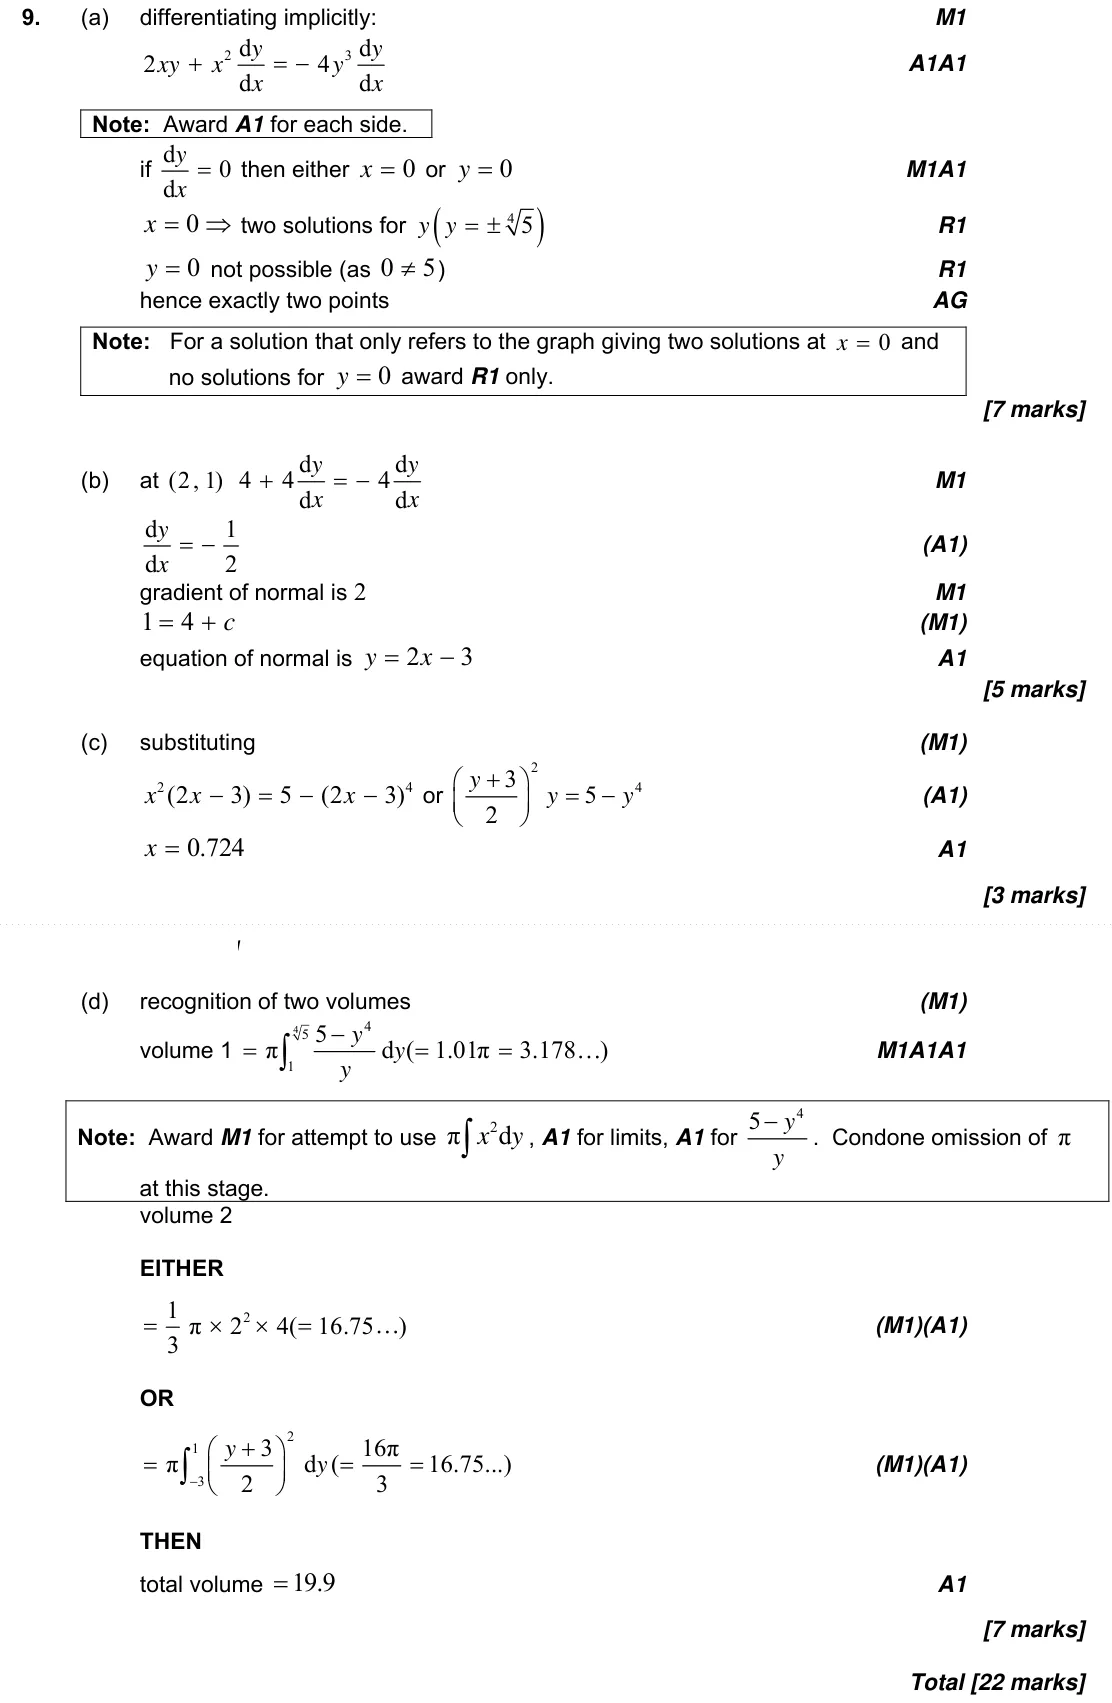 9. (a) differentiating implicitly: M1
2xy + x² dy/dx = − 4y³ dy/dx A1A1
Note: Award A1 for each side.
if dy/dx = 0 then either x = 0 or y = 0 M1A1
x = 0 ⇒ two solutions for y(y = ±∜5) R1
y = 0 not possible (as 0 ≠ 5) R1
hence exactly two points AG
Note: For a solution that only refers to the graph giving two solutions at x = 0 and
no solutions for y = 0 award R1 only.
[7 marks]
(b) at (2, 1) 4 + 4 dy/dx = − 4 dy/dx M1
dy/dx = − 1/2 (A1)
gradient of normal is 2 M1
1 = 4 + c (M1)
equation of normal is y = 2x − 3 A1
[5 marks]
(c) substituting (M1)
x²(2x − 3) = 5 − (2x − 3)⁴ or ((y + 3)/2)² y = 5 − y⁴ (A1)
x = 0.724 A1
[3 marks]
(d) recognition of two volumes (M1)
volume 1 = π∫₁^∜5 (5 − y⁴)/y dy(= 1.01π = 3.178…) M1A1A1
Note: Award M1 for attempt to use π∫x²dy, A1 for limits, A1 for (5 − y⁴)/y. Condone omission of π
at this stage.
volume 2
EITHER
= 1/3 π × 2² × 4(= 16.75…) (M1)(A1)
OR
= π∫₋₃¹ ((y + 3)/2)² dy(= 16π/3 = 16.75...) (M1)(A1)
THEN
total volume = 19.9 A1
[7 marks]
Total [22 marks]